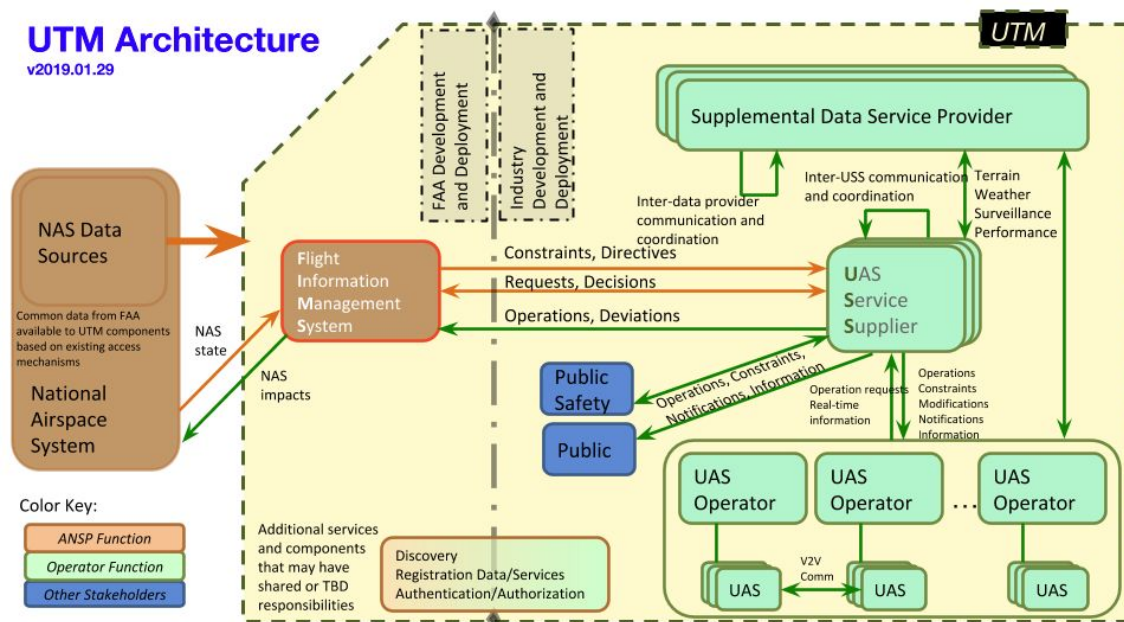 UTM Architecture
v2019.01.29
UTM
FAA Development
and Deployment
Industry
Development and
Deployment
Supplemental Data Service Provider
Inter-data provider
communication and
coordination
Inter-USS communication
and coordination
Terrain
Weather
Surveillance
Performance
NAS Data
Sources
Common data from FAA
available to UTM components
based on existing access
mechanisms
National
Airspace
System
NAS
state
NAS
impacts
Flight
Information
Management
System
Constraints, Directives
Requests, Decisions
Operations, Deviations
UAS
Service
Supplier
Public
Safety
Public
Operations, Constraints,
Notifications, Information
Operation requests
Real-time
information
Operations
Constraints
Modifications
Notifications
Information
UAS
Operator
UAS
Operator
...
UAS
Operator
UAS
V2V
Comm
UAS
UAS
Color Key:
ANSP Function
Operator Function
Other Stakeholders
Additional services
and components
that may have
shared or TBD
responsibilities
Discovery
Registration Data/Services
Authentication/Authorization